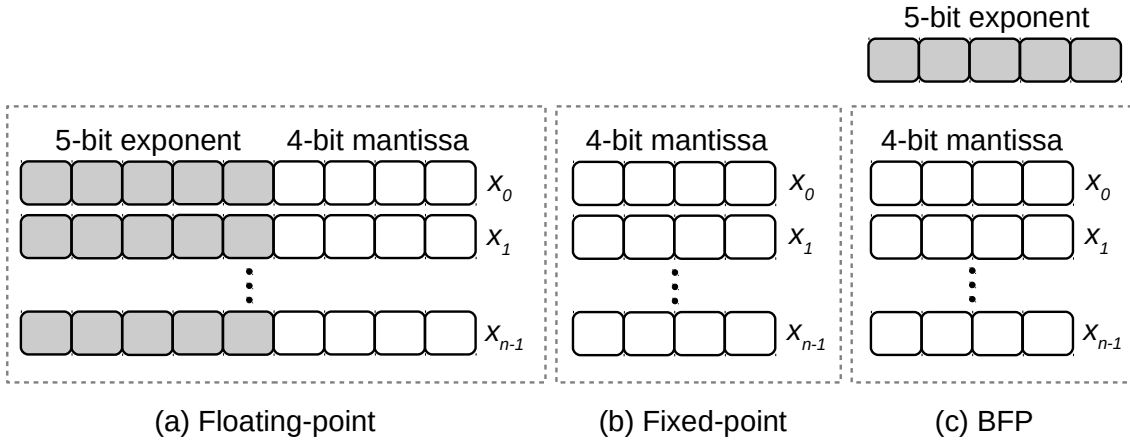 5-bit exponent
5-bit exponent 4-bit mantissa 4-bit mantissa 4-bit mantissa
x0 x0 x0
x1 x1 x1
xn-1 xn-1 xn-1
(a) Floating-point (b) Fixed-point (c) BFP